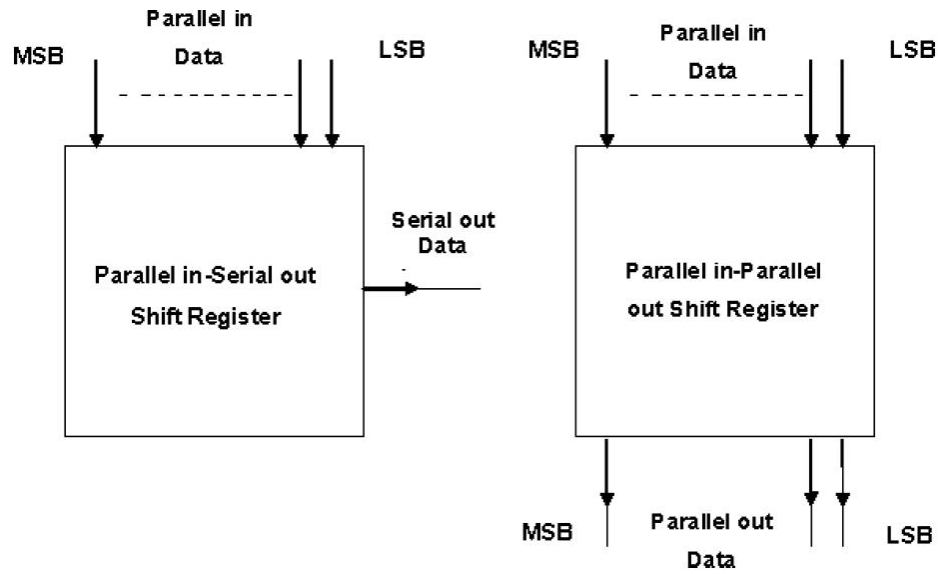 Parallel in
Data
MSB
LSB
Parallel in-Serial out
Shift Register
Serial out
Data
Parallel in
Data
MSB
LSB
Parallel in-Parallel
out Shift Register
MSB
Parallel out
Data
LSB